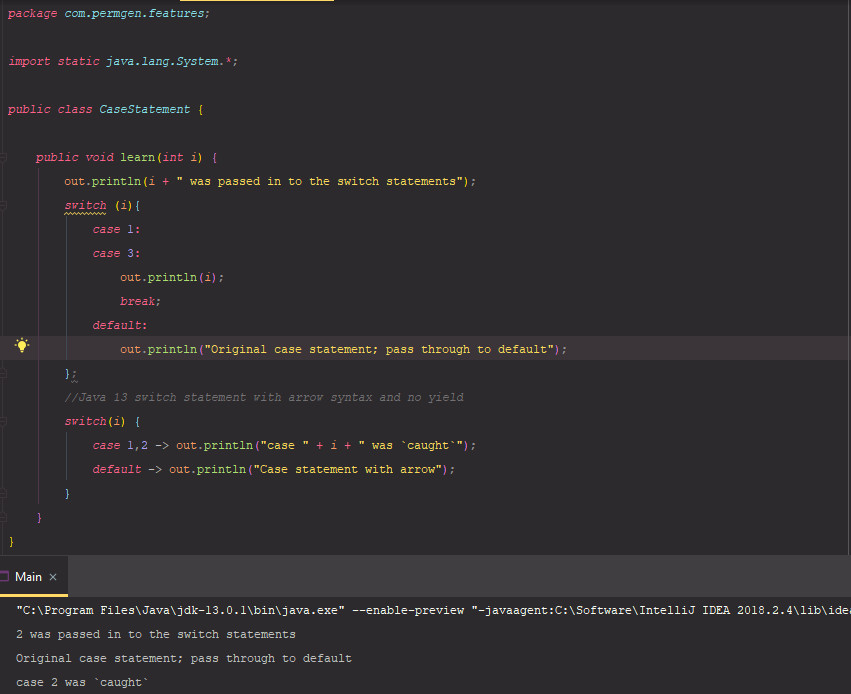 package com.permgen.features;
import static java.lang.System.*;
public class CaseStatement {
public void learn(int i) {
out.println(i + " was passed in to the switch statements");
switch (i){
case 1:
case 3:
out.println(i);
break;
default:
out.println("Original case statement; pass through to default");
};
//Java 13 switch statement with arrow syntax and no yield
switch(i) {
case 1,2 -> out.println("case " + i + " was `caught`");
default -> out.println("Case statement with arrow");
}
}
}
Main ×
"C:\Program Files\Java\jdk-13.0.1\bin\java.exe" --enable-preview "-javaagent:C:\Software\IntelliJ IDEA 2018.2.4\lib\idea
2 was passed in to the switch statements
Original case statement; pass through to default
case 2 was `caught`